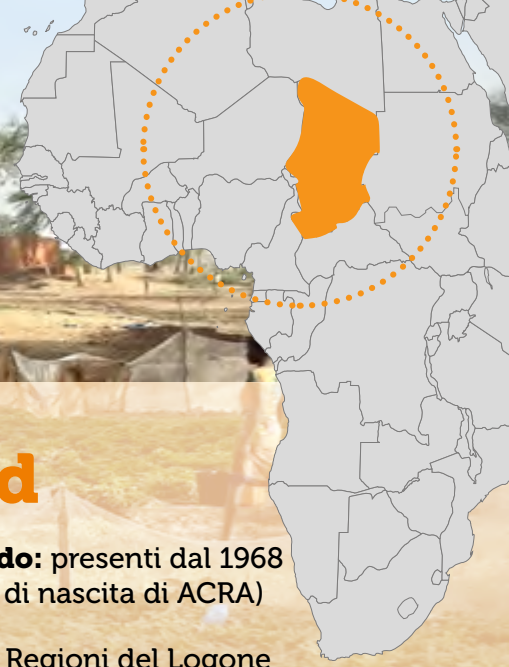 d
do: presenti dal 1968
di nascita di ACRA)
Regioni del Logone